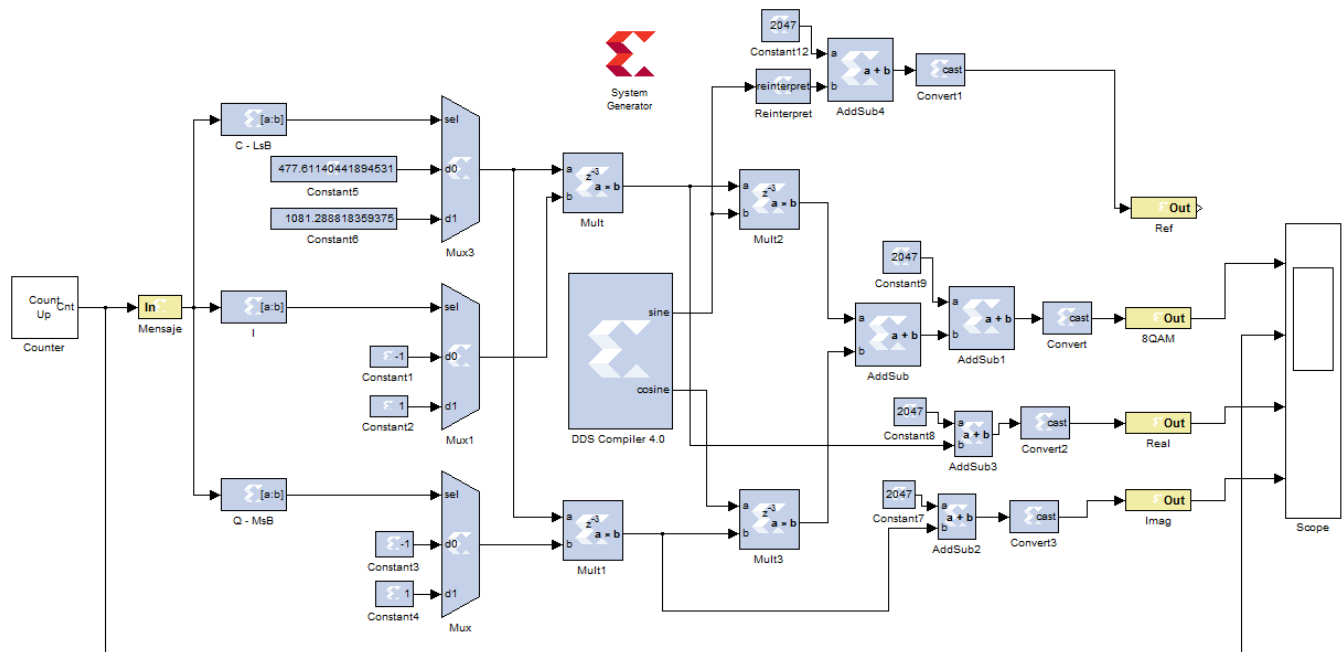 2047
Constant12
a
b
a + b
AddSub4
cast
Convert1
reinterpret
Reinterpret
System
Generator
[a:b]
C - LsB
477.61140441894531
Constant5
1081.288818359375
Constant6
sel
d0
d1
Mux3
a
b
z-3
a × b
Mult
a
b
z-3
a × b
Mult2
Out
Ref
Count
Up
Cnt
Counter
In
Mensaje
[a:b]
I
-1
Constant1
1
Constant2
sel
d0
d1
Mux1
sine
cosine
DDS Compiler 4.0
2047
Constant9
a
b
a + b
AddSub
a
b
a + b
AddSub1
cast
Convert
Out
8QAM
2047
Constant8
a
b
a + b
AddSub3
cast
Convert2
Out
Real
[a:b]
Q - MsB
-1
Constant3
1
Constant4
sel
d0
d1
Mux
a
b
z-3
a × b
Mult1
a
b
z-3
a × b
Mult3
2047
Constant7
a
b
a + b
AddSub2
cast
Convert3
Out
Imag
Scope